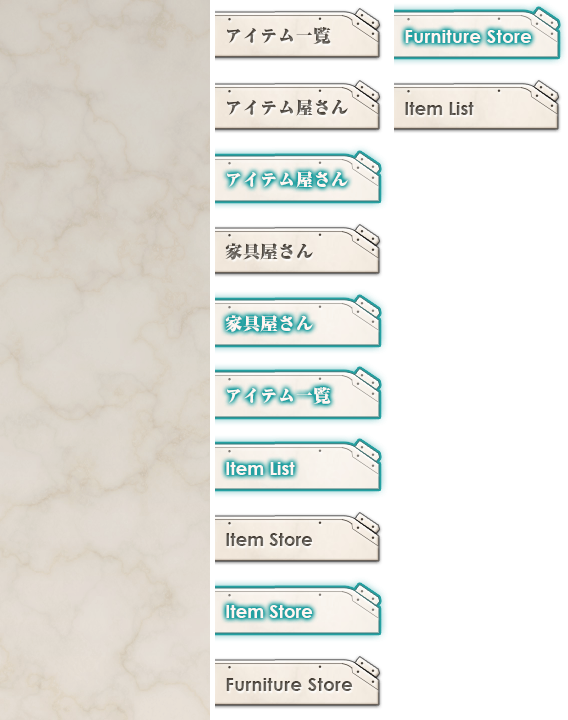 アイテム一覧
アイテム屋さん
アイテム屋さん
家具屋さん
家具屋さん
アイテム一覧
Item List
Item Store
Item Store
Furniture Store
Furniture Store
Item List